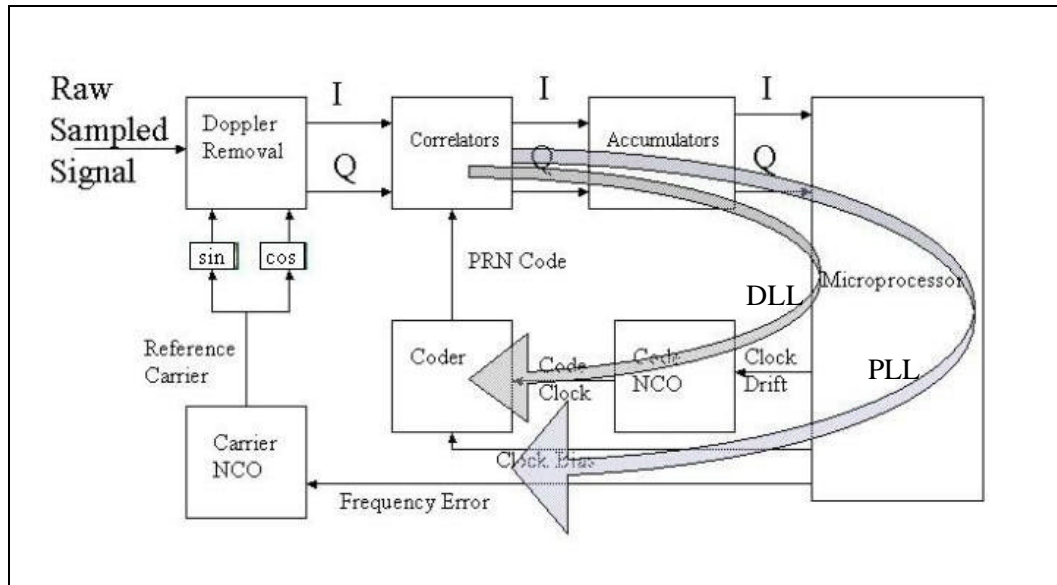 Raw
Sampled
Signal
Doppler
Removal
I
Q
Correlators
I
Q
Accumulators
I
Q
Microprocessor
sin
cos
PRN Code
DLL
PLL
Reference
Carrier
Coder
Code
Clock
Code
NCO
Clock
Drift
Carrier
NCO
Clock Bias
Frequency Error